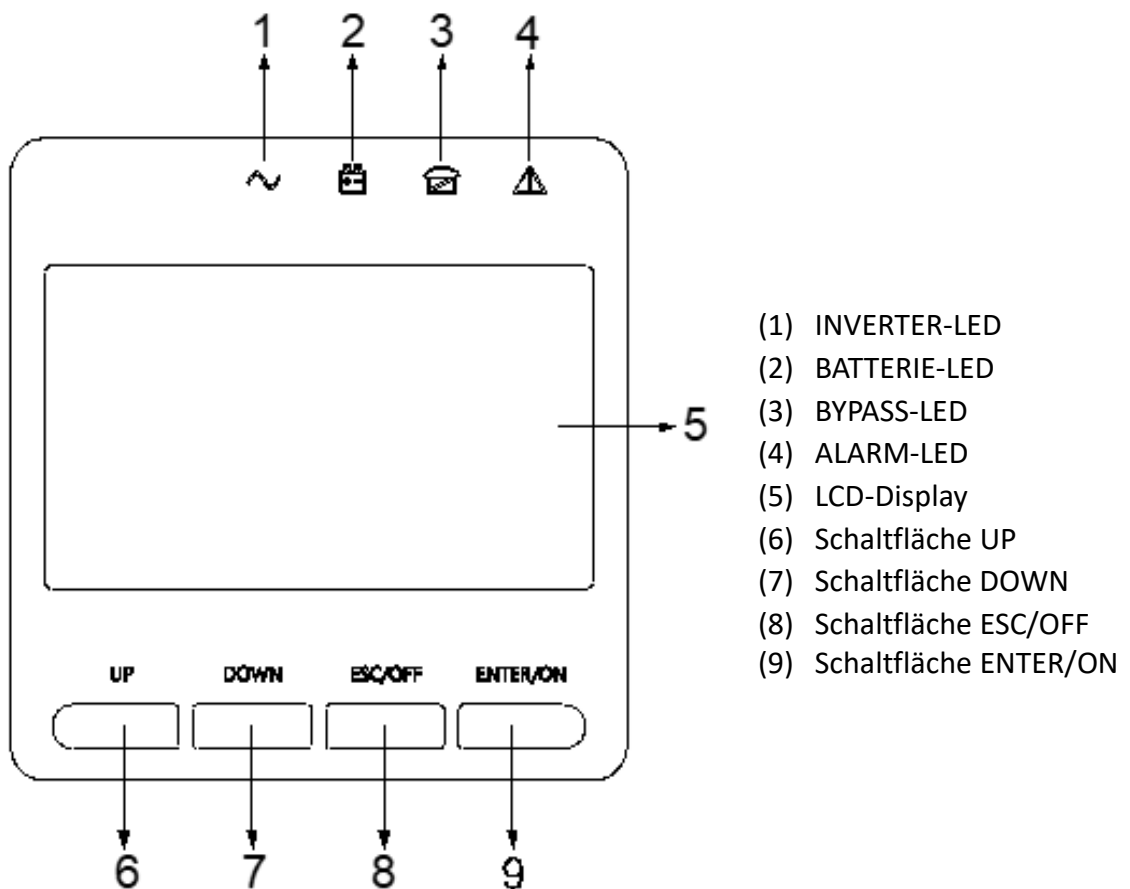 1 2 3 4
5
UP DOWN ESC/OFF ENTER/ON
6 7 8 9
(1) INVERTER-LED
(2) BATTERIE-LED
(3) BYPASS-LED
(4) ALARM-LED
(5) LCD-Display
(6) Schaltfläche UP
(7) Schaltfläche DOWN
(8) Schaltfläche ESC/OFF
(9) Schaltfläche ENTER/ON